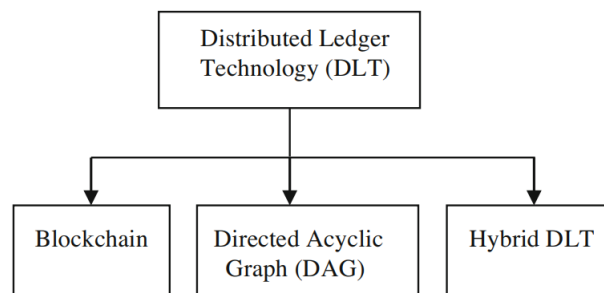 Distributed Ledger
Technology (DLT)
Blockchain
Directed Acyclic
Graph (DAG)
Hybrid DLT